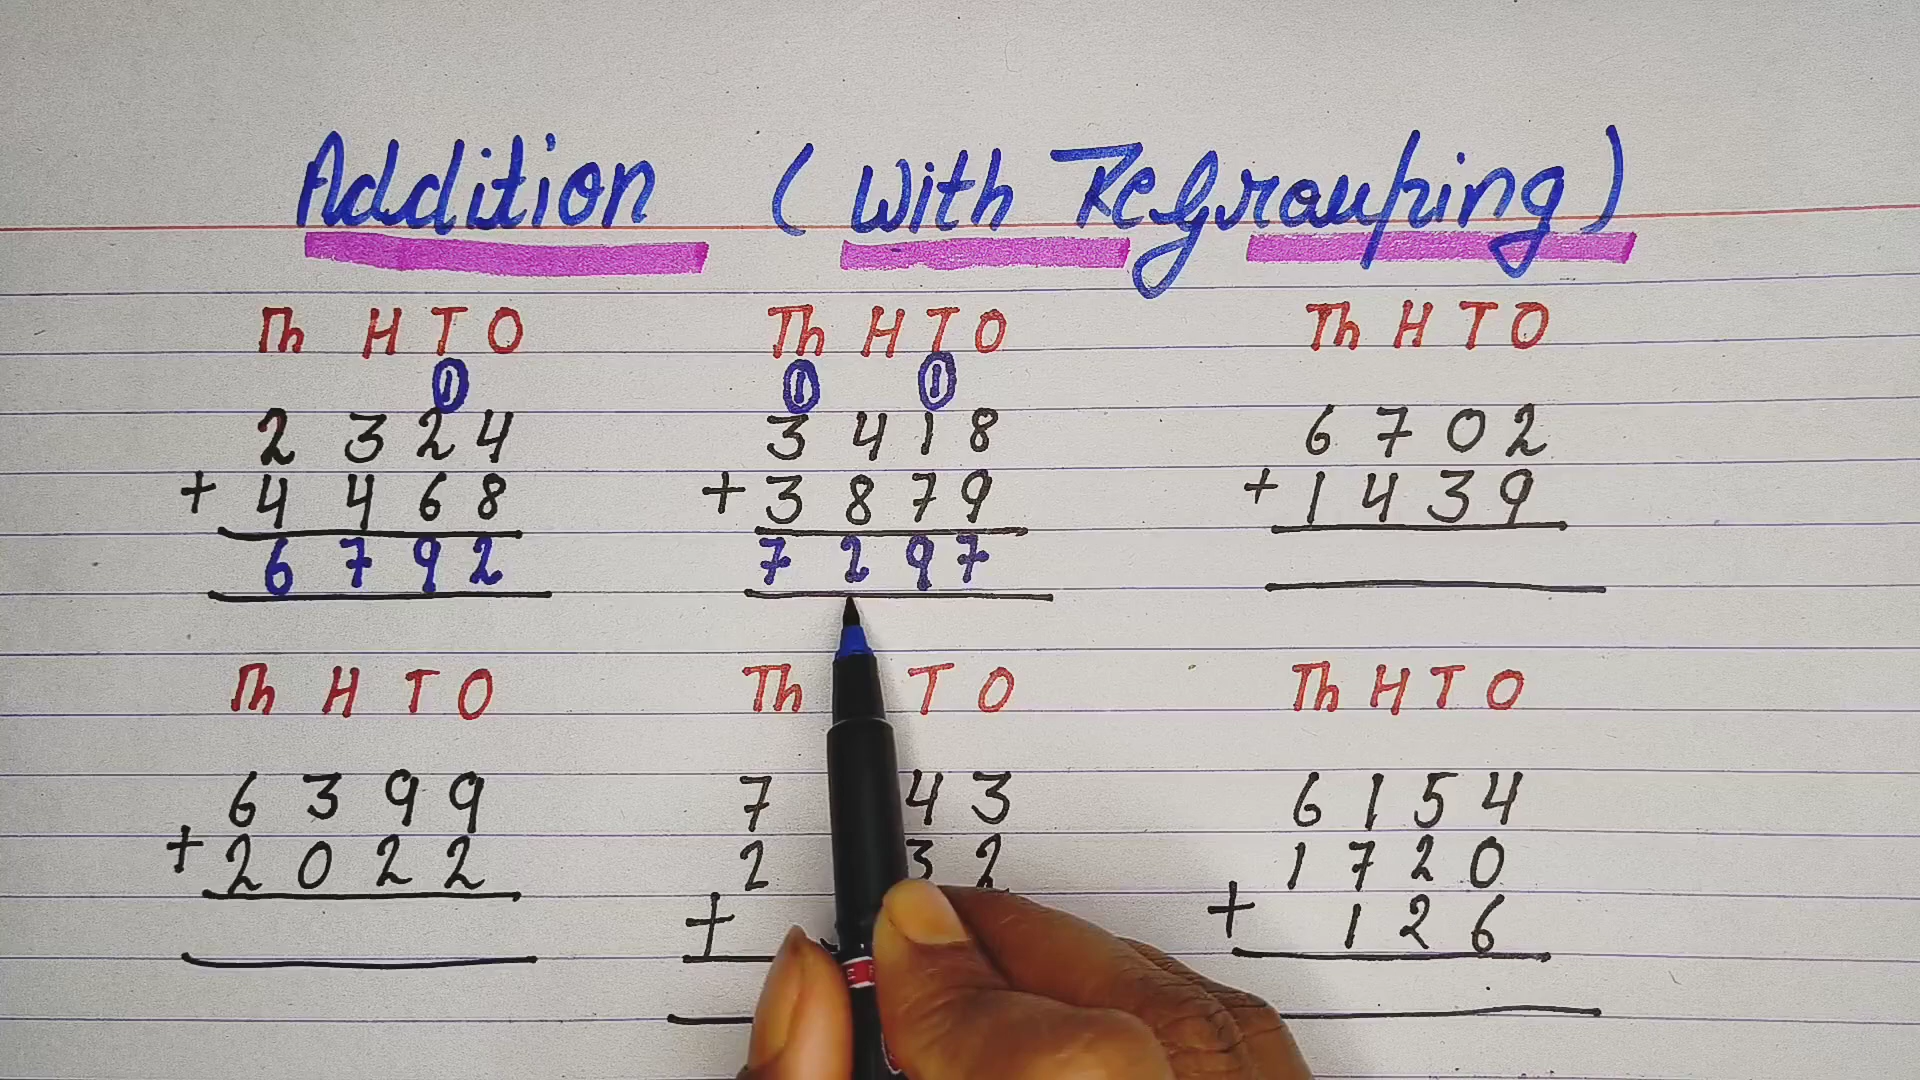 Addition (With Regrouping)
Th H T O
1
2 3 2 4
+ 4 4 6 8
6 7 9 2
Th H T O
1 1
3 4 1 8
+ 3 8 7 9
7 2 9 7
Th H T O
6 7 0 2
+ 1 4 3 9
Th H T O
6 3 9 9
+ 2 0 2 2
Th T O
7 4 3
2 3 2
+
Th H T O
6 1 5 4
1 7 2 0
+ 1 2 6